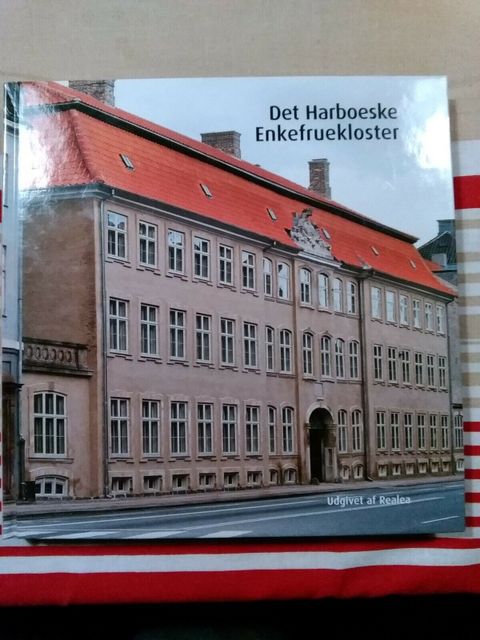 Det Harboeske
Enkefruekloster
Udgivet af Realea